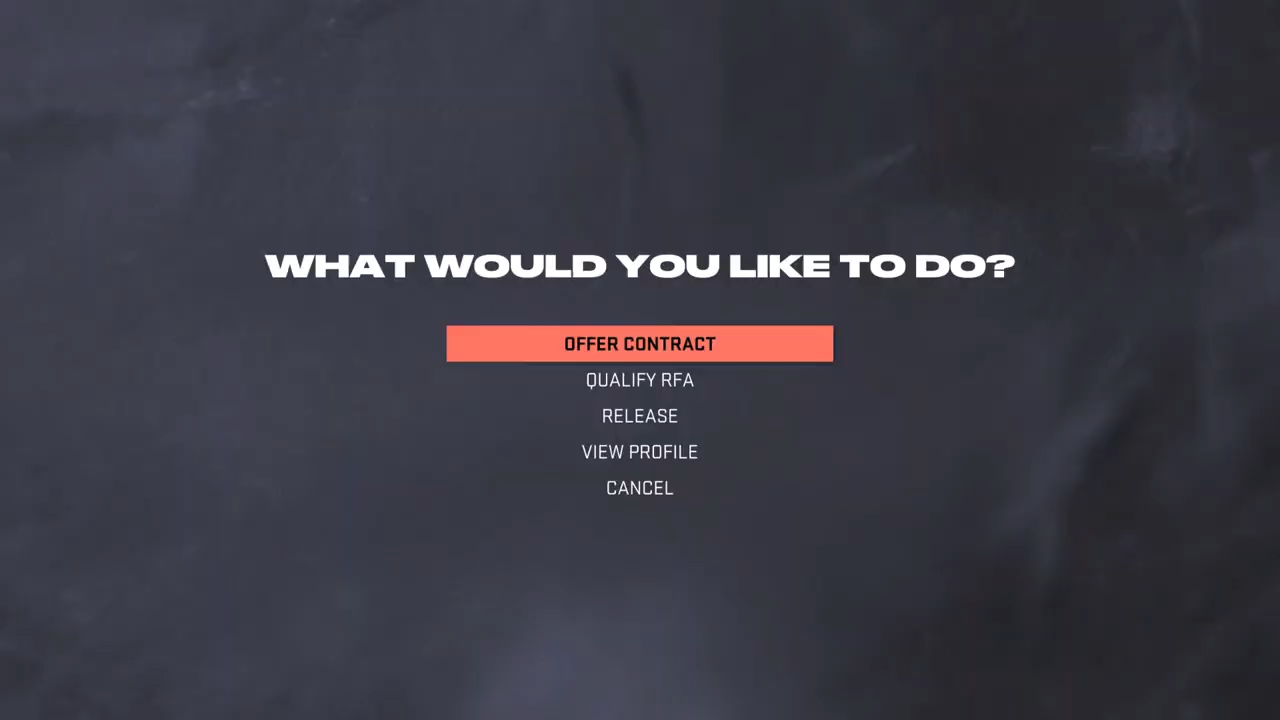 WHAT WOULD YOU LIKE TO DO?
OFFER CONTRACT
QUALIFY RFA
RELEASE
VIEW PROFILE
CANCEL